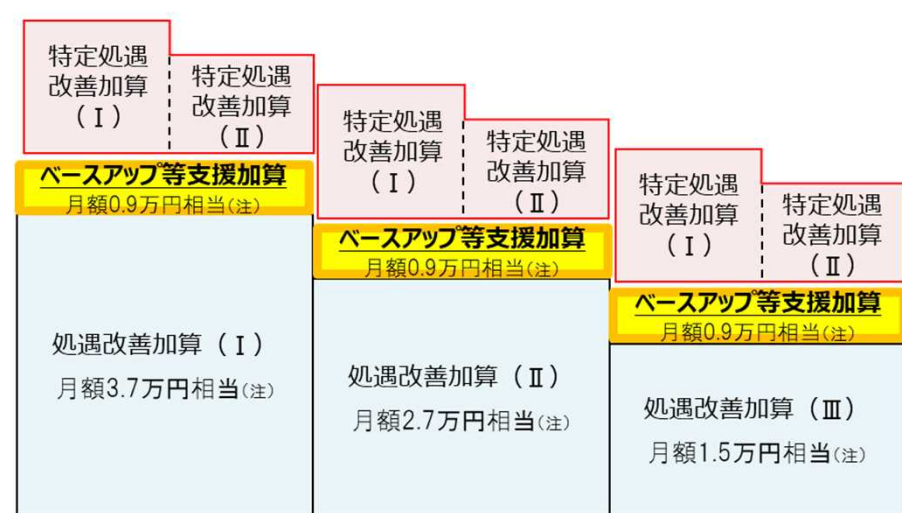 特定処遇
改善加算
（Ⅰ）
特定処遇
改善加算
（Ⅱ）
ベースアップ等支援加算
月額0.9万円相当(注)
処遇改善加算（Ⅰ）
月額3.7万円相当(注)
特定処遇
改善加算
（Ⅰ）
特定処遇
改善加算
（Ⅱ）
ベースアップ等支援加算
月額0.9万円相当(注)
処遇改善加算（Ⅱ）
月額2.7万円相当(注)
特定処遇
改善加算
（Ⅰ）
特定処遇
改善加算
（Ⅱ）
ベースアップ等支援加算
月額0.9万円相当(注)
処遇改善加算（Ⅲ）
月額1.5万円相当(注)